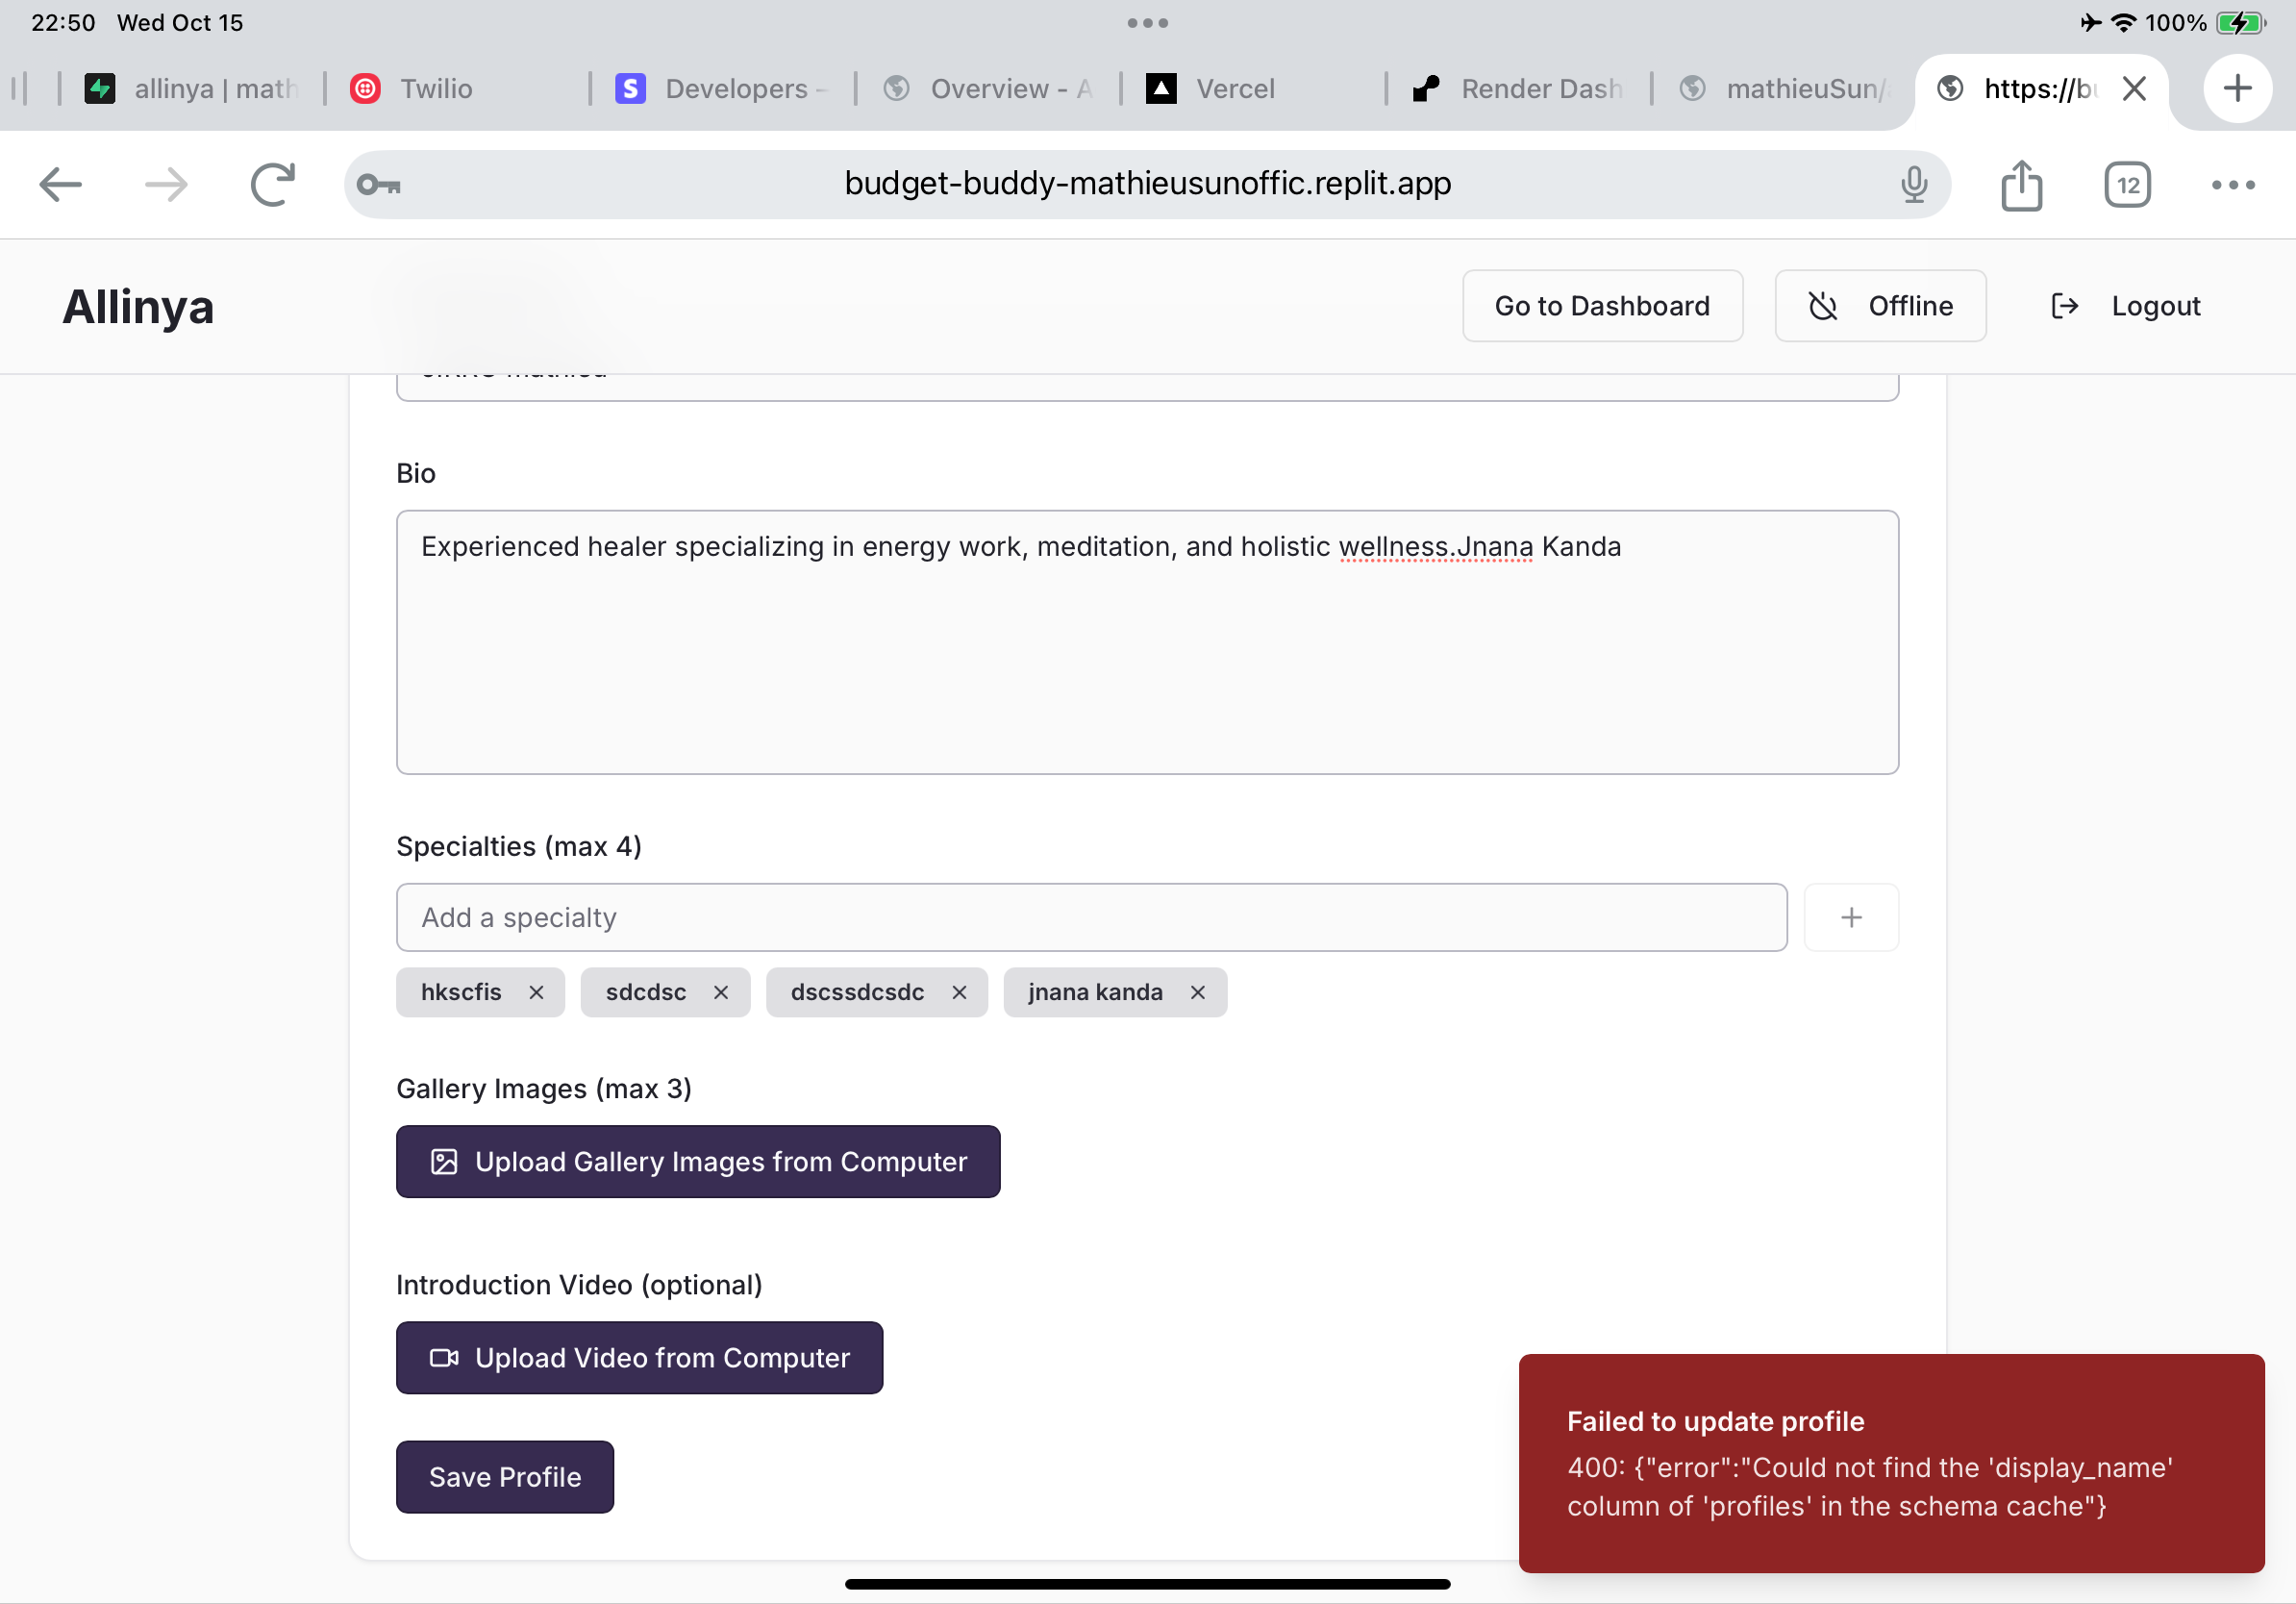 22:50 Wed Oct 15
100%
allinya | math
Twilio
Developers -
Overview - A
Vercel
Render Dash
mathieuSun/
https://bu
budget-buddy-mathieusunoffic.replit.app
12
Allinya
Go to Dashboard
Offline
Logout
Bio
Experienced healer specializing in energy work, meditation, and holistic wellness.Jnana Kanda
Specialties (max 4)
Add a specialty
hkscfis
sdcdsc
dscssdcsdc
jnana kanda
Gallery Images (max 3)
Upload Gallery Images from Computer
Introduction Video (optional)
Upload Video from Computer
Save Profile
Failed to update profile
400: {"error":"Could not find the 'display_name'
column of 'profiles' in the schema cache"}